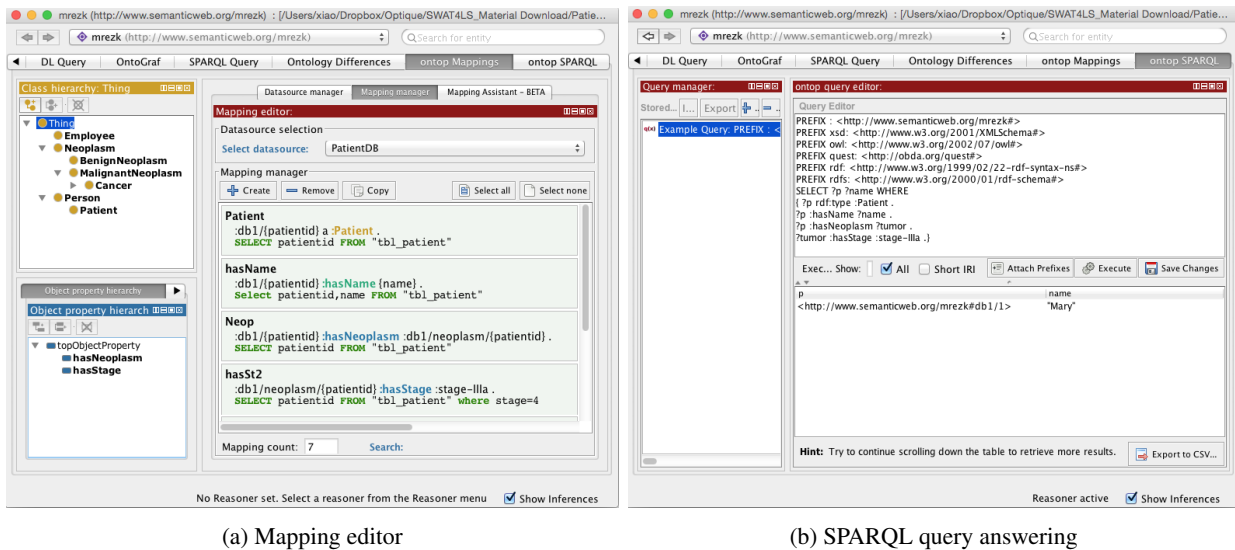 mrezk (http://www.semanticweb.org/mrezk) : [/Users/xiao/Dropbox/Optique/SWAT4LS_Material Download/Patie...
mrezk (http://www.semanticweb.org/mrezk)
Search for entity
DL Query OntoGraf SPARQL Query Ontology Differences ontop Mappings ontop SPARQL
Class hierarchy: Thing
Thing
Employee
Neoplasm
BenignNeoplasm
MalignantNeoplasm
Cancer
Person
Patient
Object property hierarchy
Object property hierarch
topObjectProperty
hasNeoplasm
hasStage
Datasource manager Mapping manager Mapping Assistant - BETA
Mapping editor:
Datasource selection
Select datasource: PatientDB
Mapping manager
Create Remove Copy Select all Select none
Patient
:db1/{patientid} a :Patient .
SELECT patientid FROM "tbl_patient"
hasName
:db1/{patientid} :hasName {name} .
Select patientid,name FROM "tbl_patient"
Neop
:db1/{patientid} :hasNeoplasm :db1/neoplasm/{patientid} .
SELECT patientid FROM "tbl_patient"
hasSt2
:db1/neoplasm/{patientid} :hasStage :stage-IIIa .
SELECT patientid FROM "tbl_patient" where stage=4
Mapping count: 7 Search:
No Reasoner set. Select a reasoner from the Reasoner menu Show Inferences
(a) Mapping editor
mrezk (http://www.semanticweb.org/mrezk) : [/Users/xiao/Dropbox/Optique/SWAT4LS_Material Download/Patie...
mrezk (http://www.semanticweb.org/mrezk)
Search for entity
DL Query OntoGraf SPARQL Query Ontology Differences ontop Mappings ontop SPARQL
Query manager:
Stored... I... Export ..
q(x) Example Query: PREFIX : <
ontop query editor:
Query Editor
PREFIX : <http://www.semanticweb.org/mrezk#>
PREFIX xsd: <http://www.w3.org/2001/XMLSchema#>
PREFIX owl: <http://www.w3.org/2002/07/owl#>
PREFIX quest: <http://obda.org/quest#>
PREFIX rdf: <http://www.w3.org/1999/02/22-rdf-syntax-ns#>
PREFIX rdfs: <http://www.w3.org/2000/01/rdf-schema#>
SELECT ?p ?name WHERE
{ ?p rdf:type :Patient .
?p :hasName ?name .
?p :hasNeoplasm ?tumor .
?tumor :hasStage :stage-IIIa .}
Exec... Show: All Short IRI Attach Prefixes Execute Save Changes
p name
<http://www.semanticweb.org/mrezk#db1/1> "Mary"
Hint: Try to continue scrolling down the table to retrieve more results. Export to CSV...
Reasoner active Show Inferences
(b) SPARQL query answering